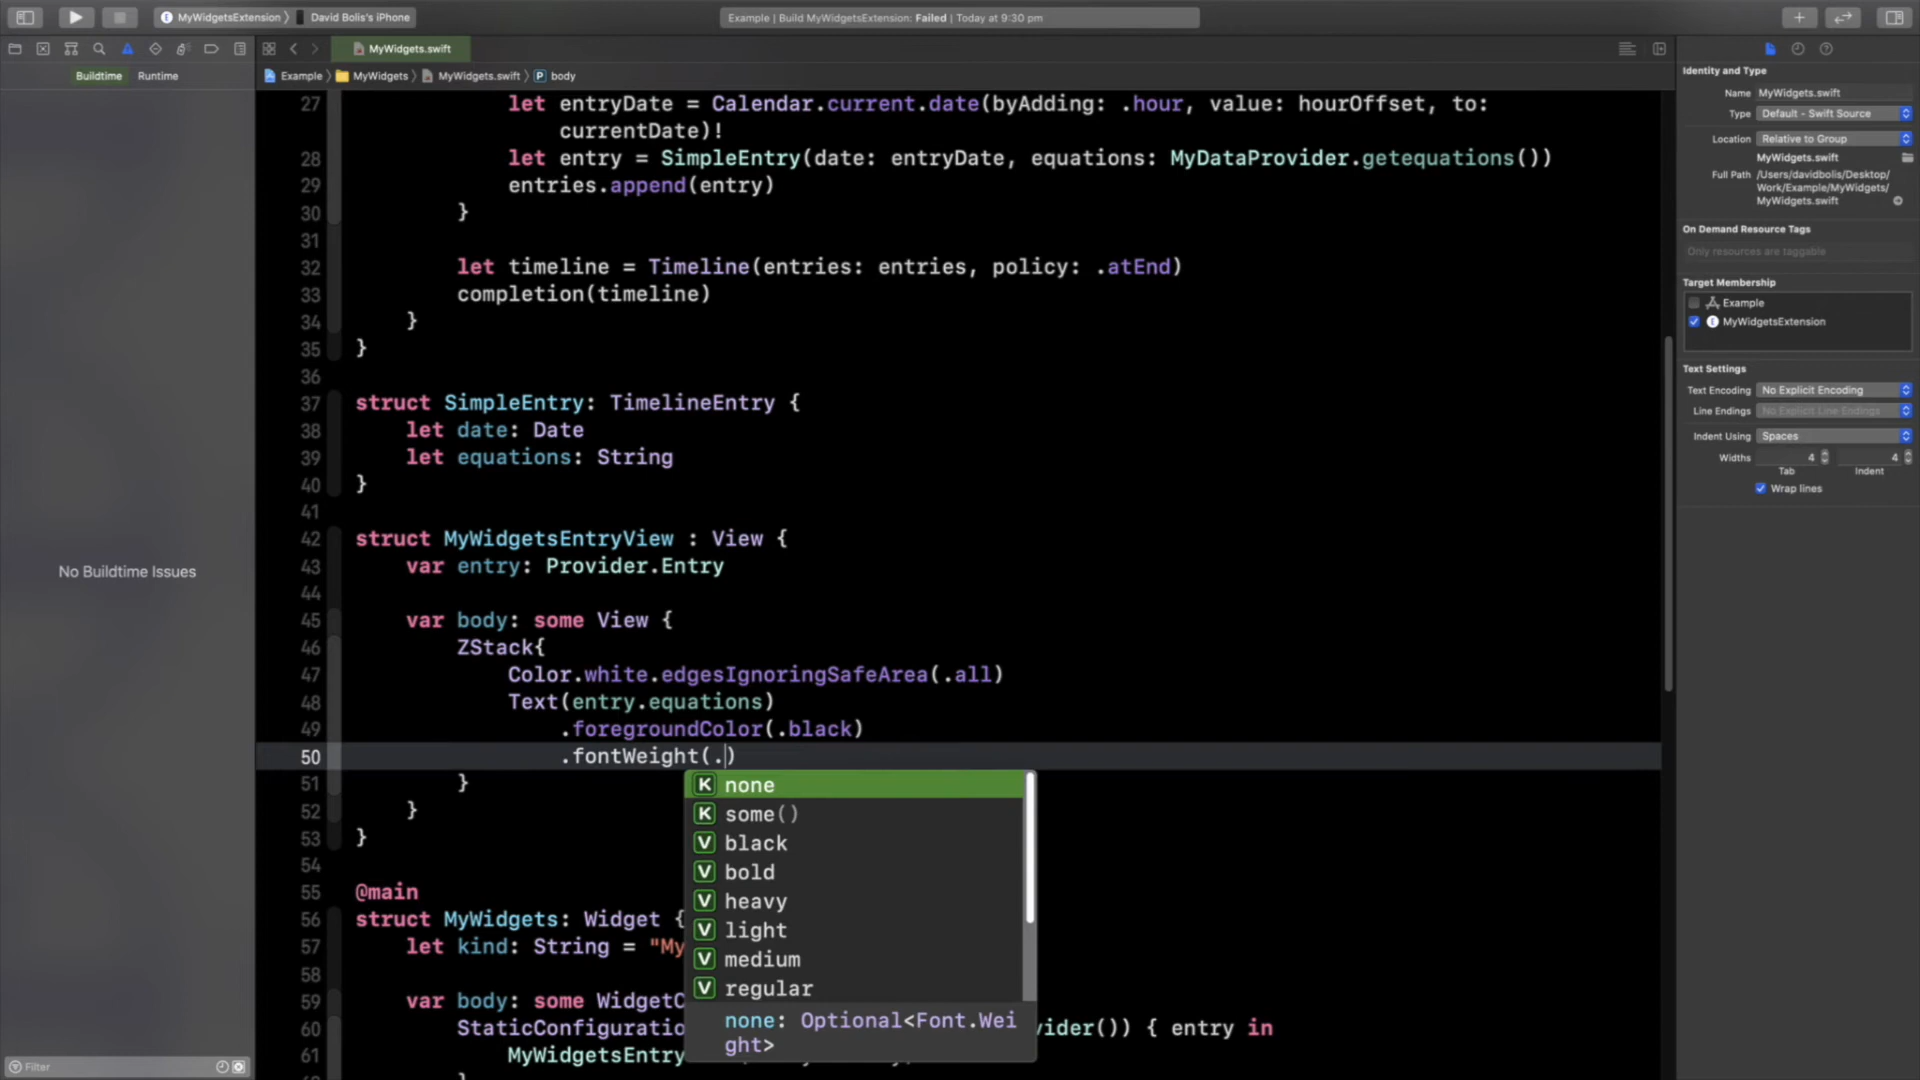 MyWidgetsExtension
David Bolis's iPhone
Example | Build MyWidgetsExtension: Failed | Today at 9:30 pm
MyWidgets.swift
Buildtime
Runtime
Example
MyWidgets
MyWidgets.swift
P
body
27 let entryDate = Calendar.current.date(byAdding: .hour, value: hourOffset, to:
currentDate)!
28 let entry = SimpleEntry(date: entryDate, equations: MyDataProvider.getequations())
29 entries.append(entry)
30 }
31
32 let timeline = Timeline(entries: entries, policy: .atEnd)
33 completion(timeline)
34 }
35 }
36
37 struct SimpleEntry: TimelineEntry {
38 let date: Date
39 let equations: String
40 }
41
42 struct MyWidgetsEntryView : View {
43 var entry: Provider.Entry
44
45 var body: some View {
46 ZStack{
47 Color.white.edgesIgnoringSafeArea(.all)
48 Text(entry.equations)
49 .foregroundColor(.black)
50 .fontWeight(.)
51 }
52 }
53 }
54
55 @main
56 struct MyWidgets: Widget {
57 let kind: String = "My
58
59 var body: some WidgetC
60 StaticConfiguratio vider()) { entry in
61 MyWidgetsEntry
K none
K some()
V black
V bold
V heavy
V light
V medium
V regular
none: Optional<Font.Wei
ght>
No Buildtime Issues
Filter
Identity and Type
Name MyWidgets.swift
Type Default - Swift Source
Location Relative to Group
MyWidgets.swift
Full Path /Users/davidbolis/Desktop/
Work/Example/MyWidgets/
MyWidgets.swift
On Demand Resource Tags
Only resources are taggable
Target Membership
Example
MyWidgetsExtension
Text Settings
Text Encoding No Explicit Encoding
Line Endings No Explicit Line Endings
Indent Using Spaces
Widths 4 4
Tab Indent
Wrap lines